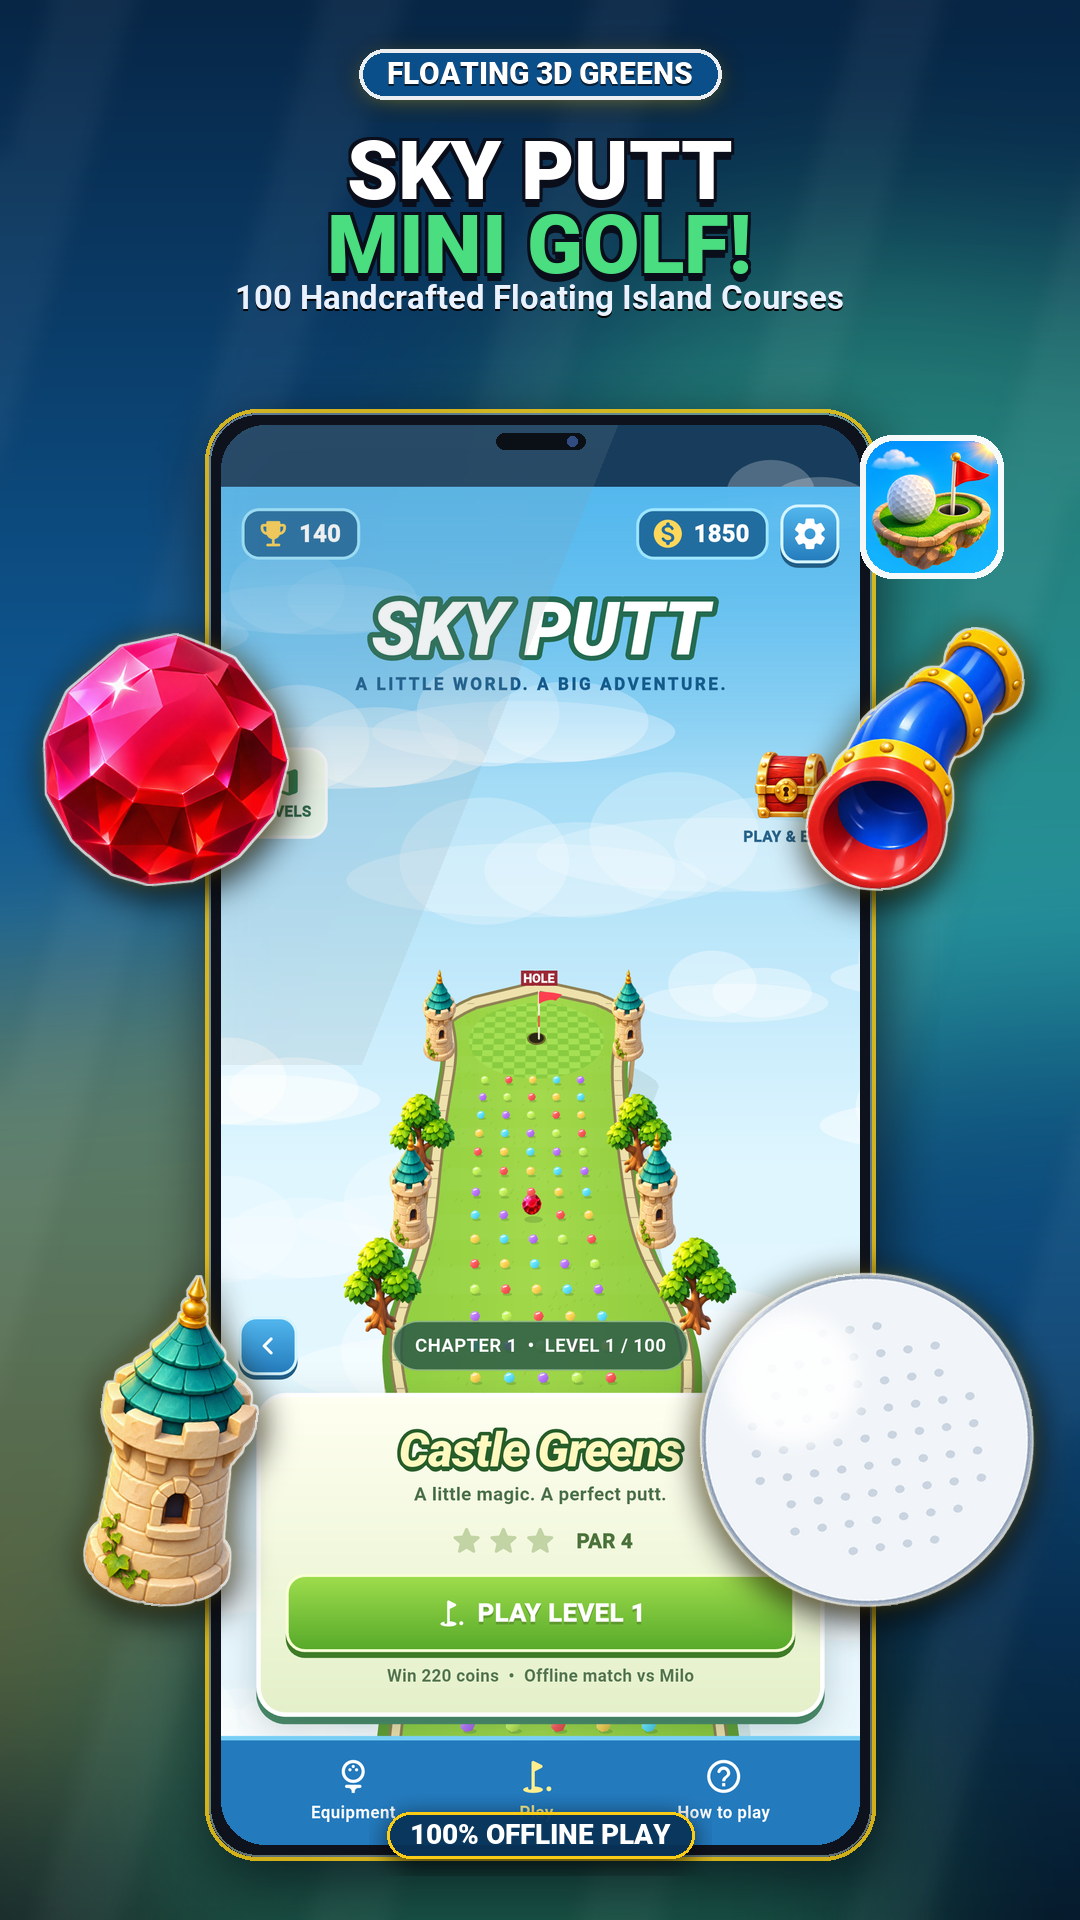 FLOATING 3D GREENS
SKY PUTT
MINI GOLF!
100 Handcrafted Floating Island Courses
140
1850
SKY PUTT
A LITTLE WORLD. A BIG ADVENTURE.
VELS
PLAY &
HOLE
CHAPTER 1 • LEVEL 1 / 100
Castle Greens
A little magic. A perfect putt.
PAR 4
PLAY LEVEL 1
Win 220 coins • Offline match vs Milo
Equipment
Play
How to play
100% OFFLINE PLAY